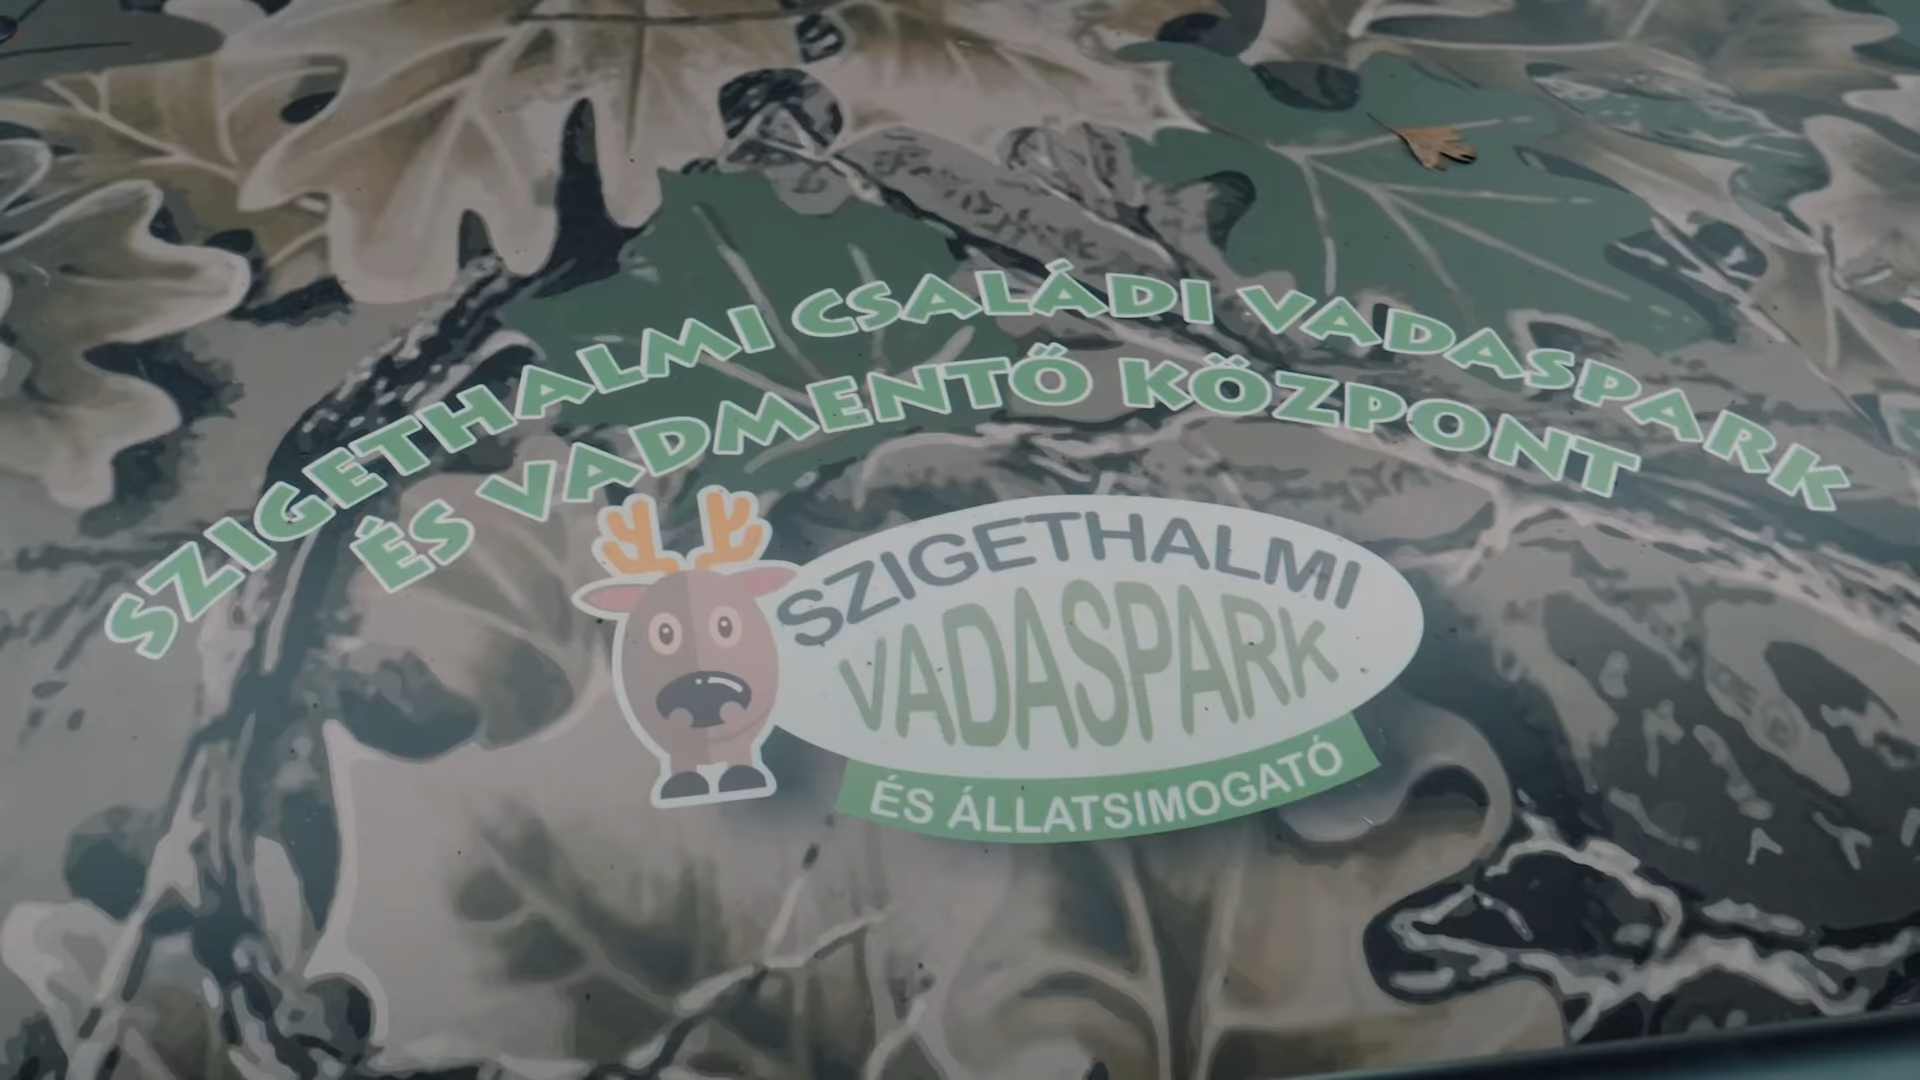 SZIGETHALMI CSALÁDI VADASPARK
ÉS VADMENTŐ KÖZPONT
SZIGETHALMI
VADASPARK
ÉS ÁLLATSIMOGATÓ